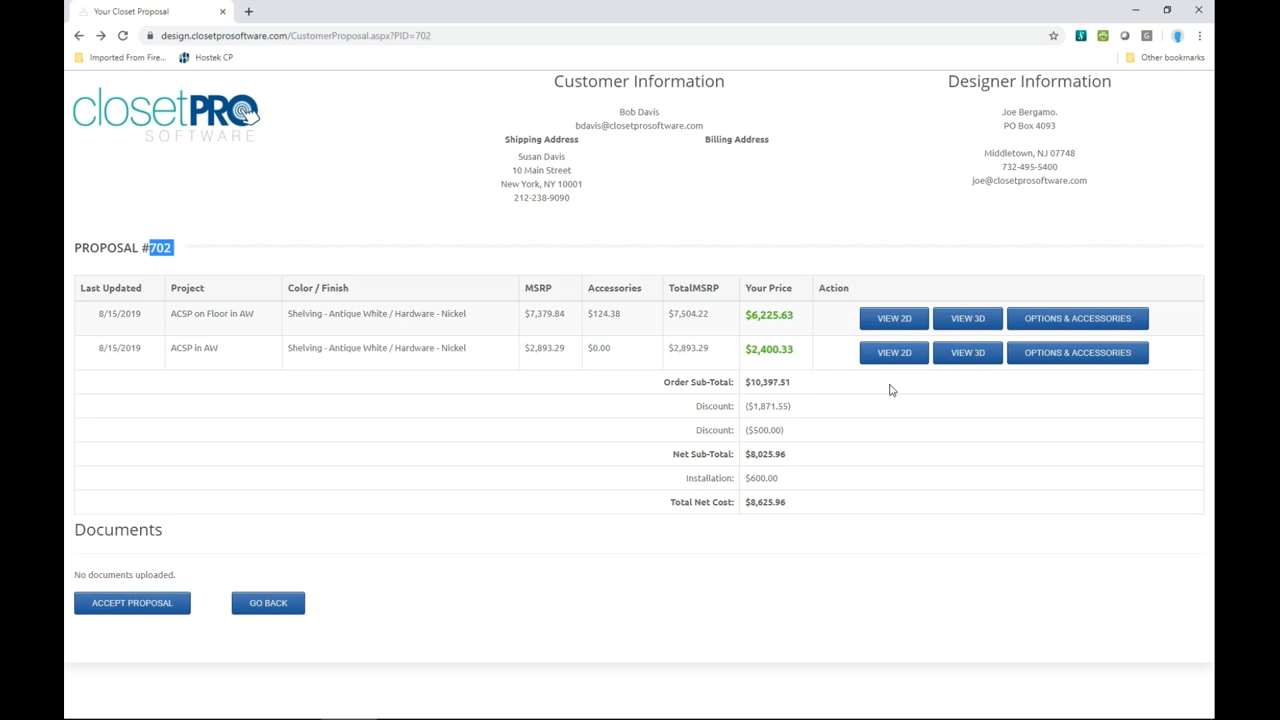 Your Closet Proposal
design.closetprosoftware.com/CustomerProposal.aspx?PID=702
Imported From Fire...
Hostek CP
Other bookmarks
closetPRO
SOFTWARE
Customer Information
Bob Davis
bdavis@closetprosoftware.com
Shipping Address
Billing Address
Susan Davis
10 Main Street
New York, NY 10001
212-238-9090
Designer Information
Joe Bergamo.
PO Box 4093
Middletown, NJ 07748
732-495-5400
joe@closetprosoftware.com
PROPOSAL #702
Last Updated Project Color / Finish MSRP Accessories TotalMSRP Your Price Action
8/15/2019 ACSP on Floor in AW Shelving - Antique White / Hardware - Nickel $7,379.84 $124.38 $7,504.22 $6,225.63 VIEW 2D VIEW 3D OPTIONS & ACCESSORIES
8/15/2019 ACSP in AW Shelving - Antique White / Hardware - Nickel $2,893.29 $0.00 $2,893.29 $2,400.33 VIEW 2D VIEW 3D OPTIONS & ACCESSORIES
Order Sub-Total: $10,397.51
Discount: ($1,871.55)
Discount: ($500.00)
Net Sub-Total: $8,025.96
Installation: $600.00
Total Net Cost: $8,625.96
Documents
No documents uploaded.
ACCEPT PROPOSAL GO BACK